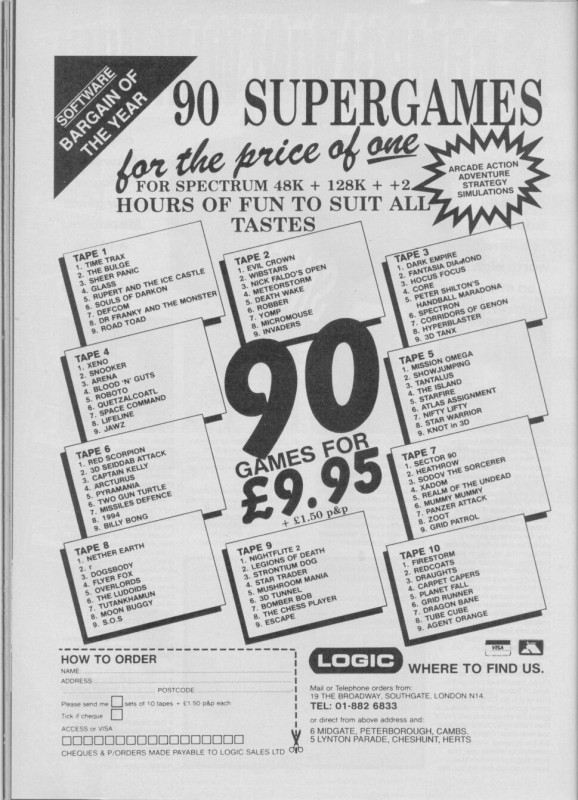 SOFTWARE
BARGAIN OF
THE YEAR
90 SUPERGAMES
for the price of one
FOR SPECTRUM 48K + 128K + +2
HOURS OF FUN TO SUIT ALL
TASTES
ARCADE ACTION
ADVENTURE
STRATEGY
SIMULATIONS
TAPE 1
1. TIME TRAX
2. THE BULGE
3. SHEER PANIC
4. GLASS
5. RUPERT AND THE ICE CASTLE
6. SOULS OF DARKON
7. DEFCOM
8. DR FRANKY AND THE MONSTER
9. ROAD TOAD
TAPE 2
1. EVIL CROWN
2. WIBSTARS
3. NICK FALDO'S OPEN
4. METEORSTORM
5. DEATH WAKE
6. ROBBER
7. YOMP
8. MICROMOUSE
9. INVADERS
TAPE 3
1. DARK EMPIRE
2. FANTASIA DIAMOND
3. HOCUS FOCUS
4. CORE
5. PETER SHILTON'S
HANDBALL MARADONA
6. SPECTRON
7. CORRIDORS OF GENON
8. HYPERBLASTER
9. 3D TANX
TAPE 4
1. XENO
2. SNOOKER
3. ARENA
4. BLOOD 'N' GUTS
5. ROBOTO
6. QUETZALCOATL
7. SPACE COMMAND
8. LIFELINE
9. JAWZ
90
GAMES FOR
£9.95
+ £1.50 p&p
TAPE 5
1. MISSION OMEGA
2. SHOWJUMPING
3. TANTALUS
4. THE ISLAND
5. STARFIRE
6. ATLAS ASSIGNMENT
7. NIFTY LIFTY
8. STAR WARRIOR
9. KNOT in 3D
TAPE 6
1. RED SCORPION
2. 3D SEIDDAB ATTACK
3. CAPTAIN KELLY
4. ARCTURUS
5. PYRAMANIA
6. TWO GUN TURTLE
7. MISSILES DEFENCE
8. 1994
9. BILLY BONG
TAPE 7
1. SECTOR 90
2. HEATHROW
3. SODOV THE SORCERER
4. XADOM
5. REALM OF THE UNDEAD
6. MUMMY MUMMY
7. PANZER ATTACK
8. ZOOT
9. GRID PATROL
TAPE 8
1. NETHER EARTH
2. r
3. DOGSBODY
4. FLYER FOX
5. OVERLORDS
6. THE LUDOIDS
7. TUTANKHAMUN
8. MOON BUGGY
9. S.O.S
TAPE 9
1. NIGHTFLITE 2
2. LEGIONS OF DEATH
3. STRONTIUM DOG
4. STAR TRADER
5. MUSHROOM MANIA
6. 3D TUNNEL
7. BOMBER BOB
8. THE CHESS PLAYER
9. ESCAPE
TAPE 10
1. FIRESTORM
2. REDCOATS
3. DRAUGHTS
4. CARPET CAPERS
5. PLANET FALL
6. GRID RUNNER
7. DRAGON BANE
8. TUBE CUBE
9. AGENT ORANGE
HOW TO ORDER
NAME
ADDRESS
POSTCODE
Please send me sets of 10 tapes + £1.50 p&p each
Tick if cheque
ACCESS or VISA
CHEQUES & P/ORDERS MADE PAYABLE TO LOGIC SALES LTD
VISA
LOGIC WHERE TO FIND US.
Mail or Telephone orders from:
19 THE BROADWAY, SOUTHGATE, LONDON N14.
TEL: 01-882 6833
or direct from above address and:
6 MIDGATE, PETERBOROUGH, CAMBS.
5 LYNTON PARADE, CHESHUNT, HERTS